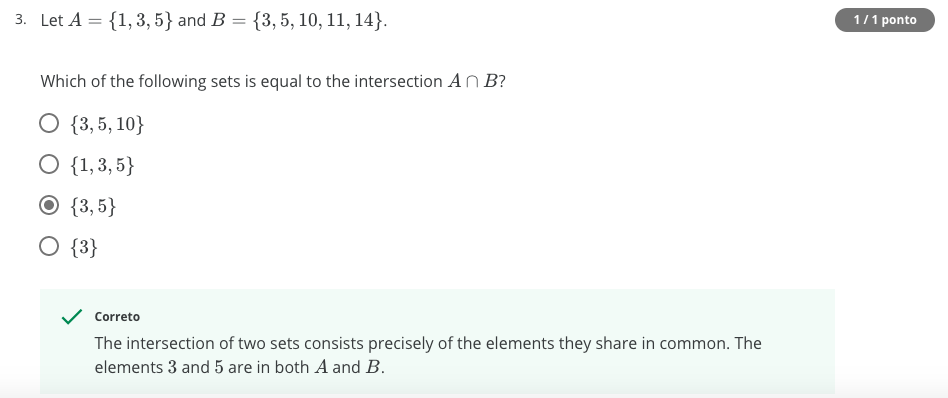 3. Let A = {1, 3, 5} and B = {3, 5, 10, 11, 14}.
1 / 1 ponto
Which of the following sets is equal to the intersection A ∩ B?
{3, 5, 10}
{1, 3, 5}
{3, 5}
{3}
Correto
The intersection of two sets consists precisely of the elements they share in common. The
elements 3 and 5 are in both A and B.